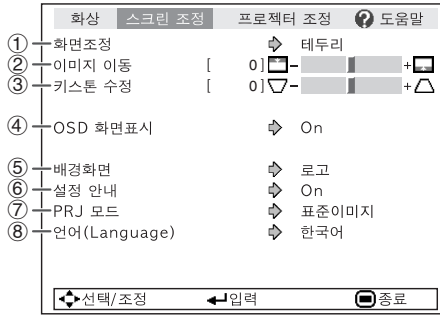 화상 스크린 조정 프로젝터 조정 ? 도움말
① 화면조정 테두리
② 이미지 이동 [ 0] - +
③ 키스톤 수정 [ 0] - +
④ OSD 화면표시 On
⑤ 배경화면 로고
⑥ 설정 안내 On
⑦ PRJ 모드 표준이미지
⑧ 언어(Language) 한국어
선택/조정 입력 종료